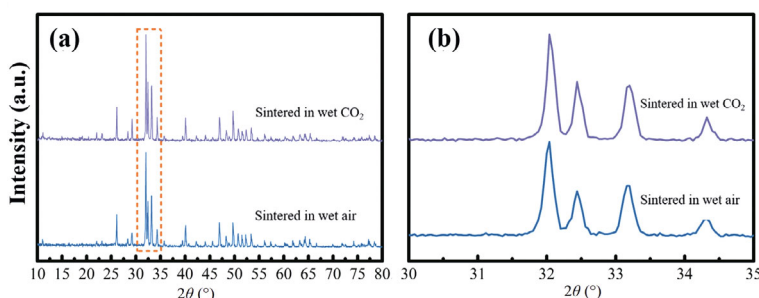 (a)
Intensity (a.u.)
Sintered in wet CO₂
Sintered in wet air
10 15 20 25 30 35 40 45 50 55 60 65 70 75 80
2θ (°)
(b)
Sintered in wet CO₂
Sintered in wet air
30 31 32 33 34 35
2θ (°)